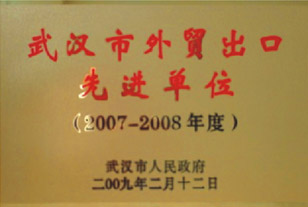 武汉市外贸出口
先进单位
(2007-2008年度)
武汉市人民政府
二00九年二月十二日